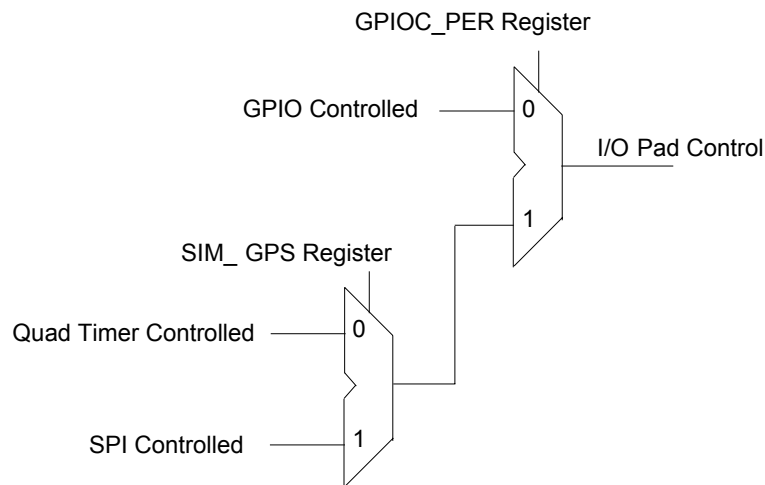 GPIOC_PER Register
GPIO Controlled
0
I/O Pad Control
1
SIM_ GPS Register
Quad Timer Controlled
0
SPI Controlled
1